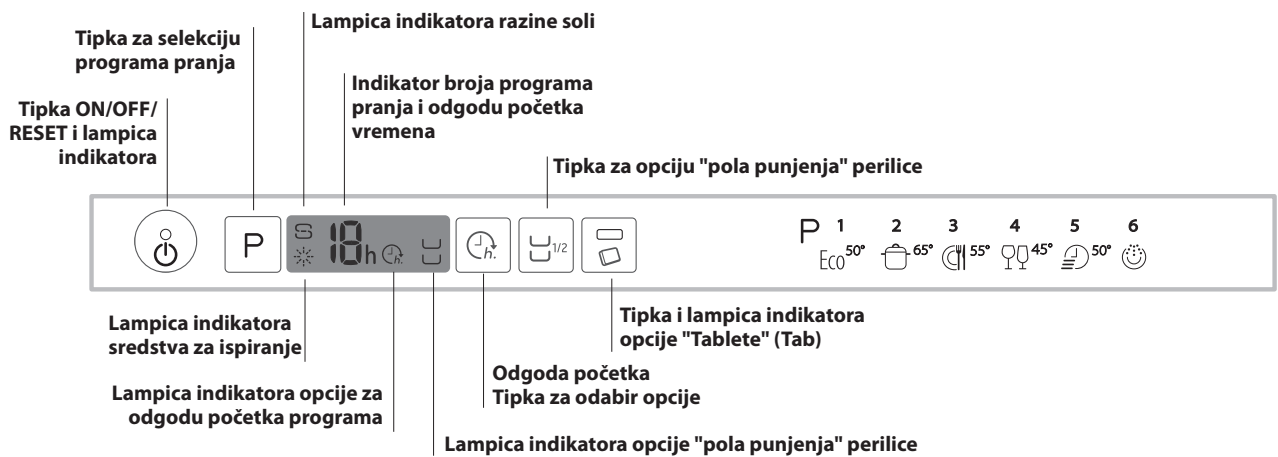 Lampica indikatora razine soli
Tipka za selekciju
programa pranja
Indikator broja programa
pranja i odgodu početka
vremena
Tipka ON/OFF/
RESET i lampica
indikatora
Tipka za opciju "pola punjenja" perilice
P
18h
h.
h.
1/2
P 1 2 3 4 5 6
Eco 50° 65° 55° 45° 50°
Lampica indikatora
sredstva za ispiranje
Tipka i lampica indikatora
opcije "Tablete" (Tab)
Odgoda početka
Tipka za odabir opcije
Lampica indikatora opcije za
odgodu početka programa
Lampica indikatora opcije "pola punjenja" perilice